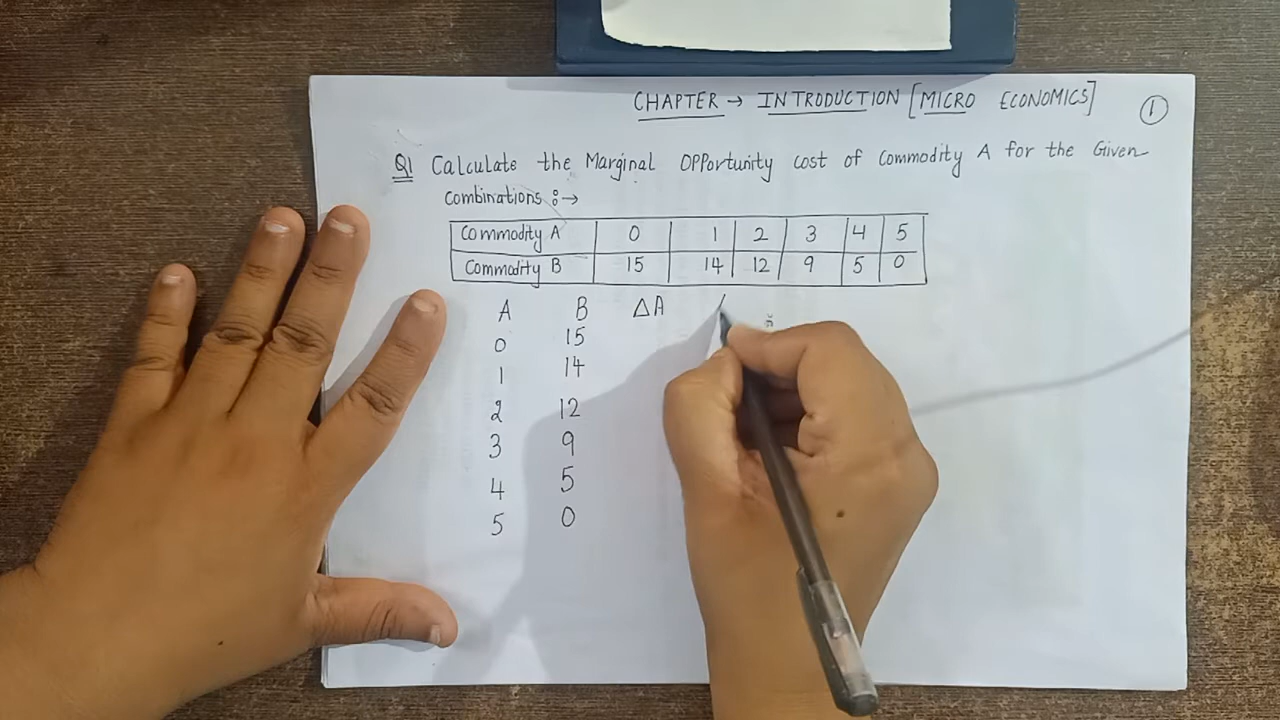 CHAPTER → INTRODUCTION [MICRO ECONOMICS] 1
Q1 Calculate the Marginal Opportunity cost of Commodity A for the Given
Combinations :→
Commodity A 0 1 2 3 4 5
Commodity B 15 14 12 9 5 0
A B ΔA
0 15
1 14
2 12
3 9
4 5
5 0